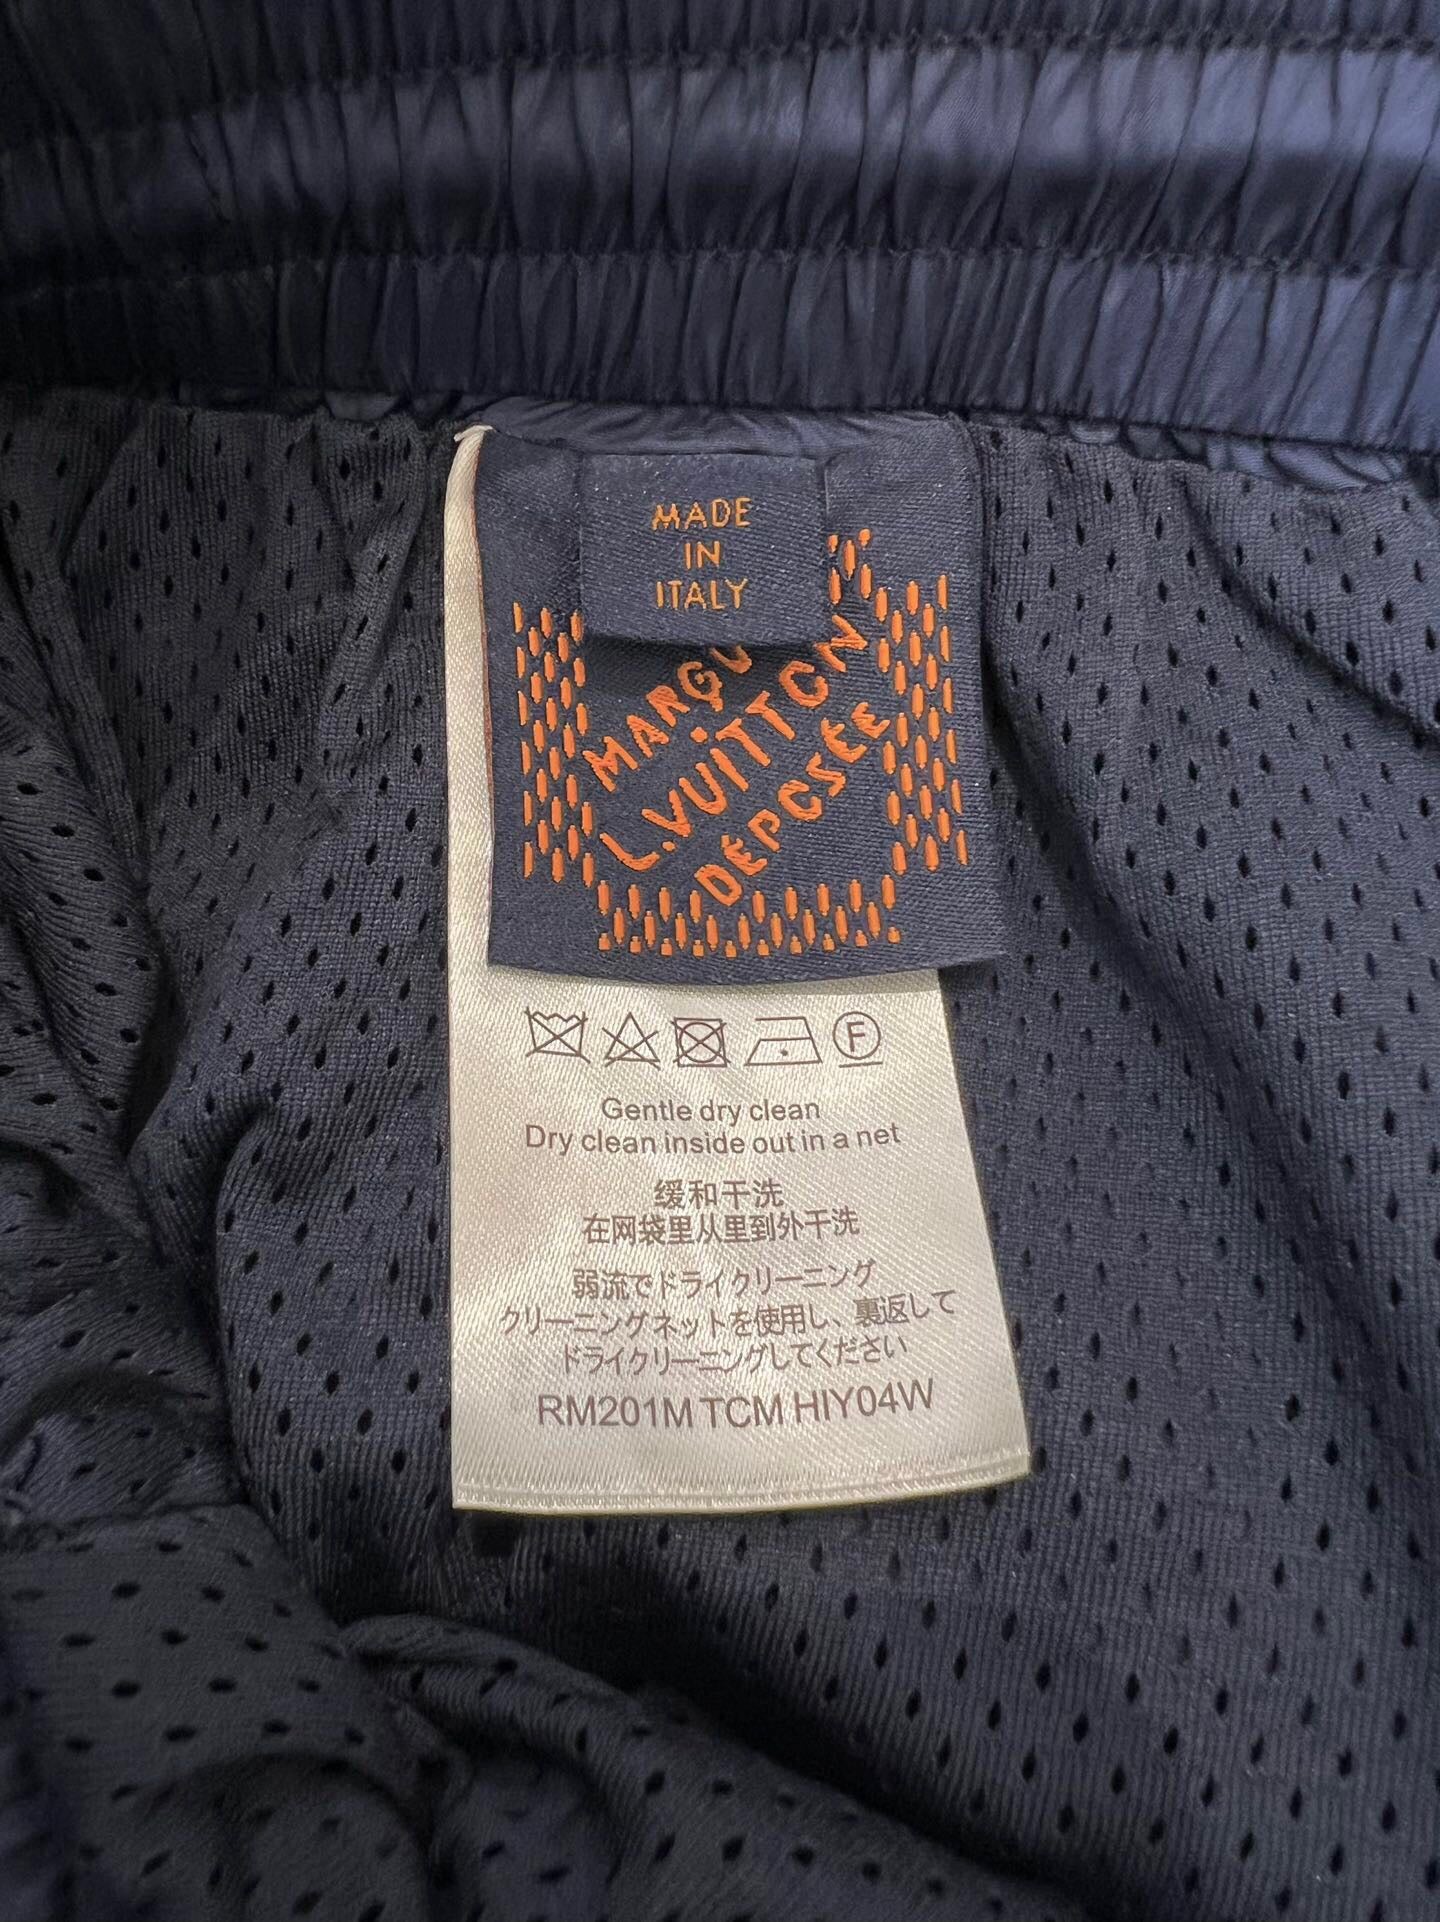 MADE
IN
ITALY
MARQU
L.VUITTON
DÉPOSÉE
F
Gentle dry clean
Dry clean inside out in a net
缓和干洗
在网袋里从里到外干洗
弱流でドライクリーニング
クリーニングネットを使用し、裏返して
ドライクリーニングしてください
RM201M TCM HIY04W